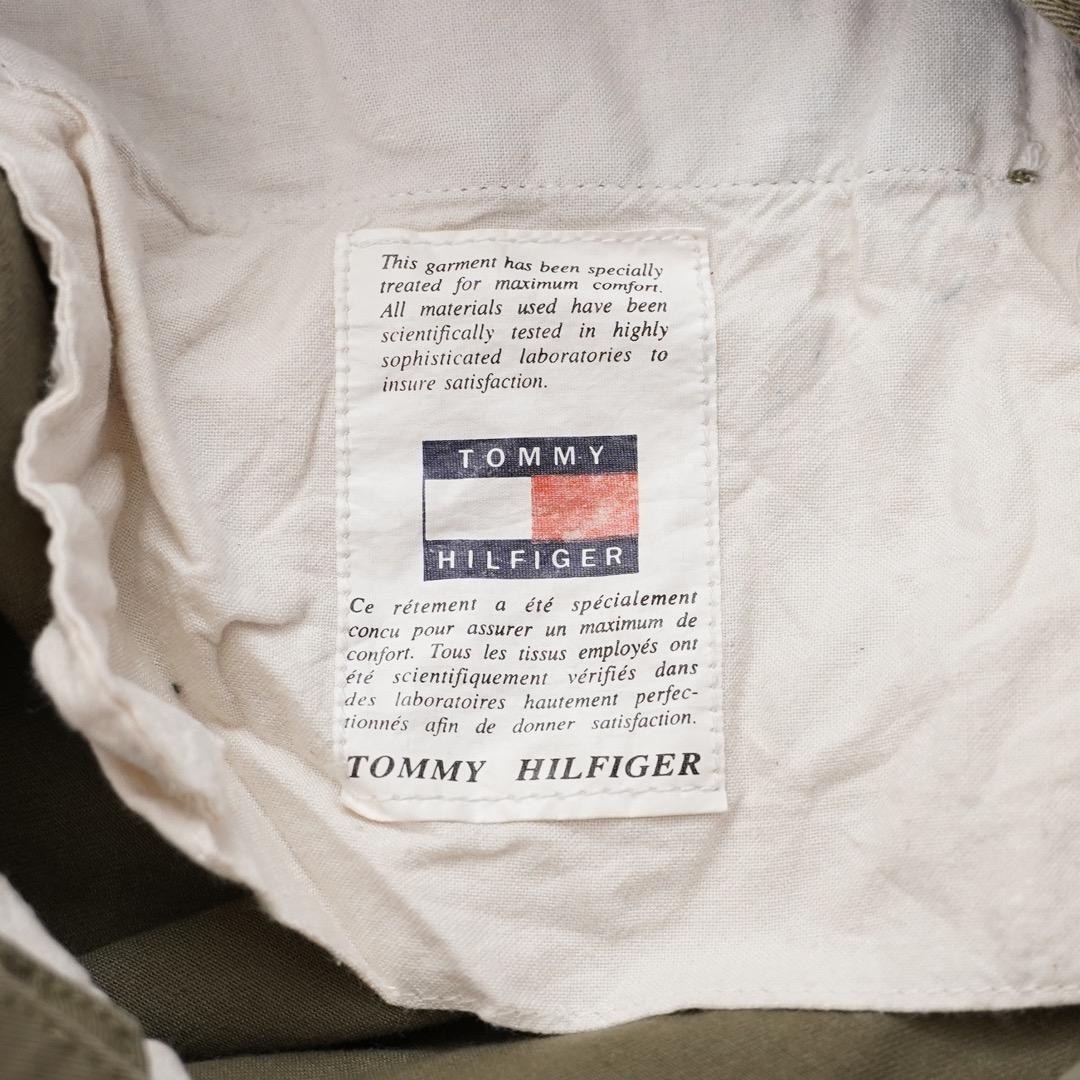 This garment has been specially
treated for maximum comfort.
All materials used have been
scientifically tested in highly
sophisticated laboratories to
insure satisfaction.
TOMMY
HILFIGER
Ce rétement a été spécialement
concu pour assurer un maximum de
confort. Tous les tissus employés ont
été scientifiquement vérifiés dans
des laboratoires hautement perfec-
tionnés afin de donner satisfaction.
TOMMY HILFIGER